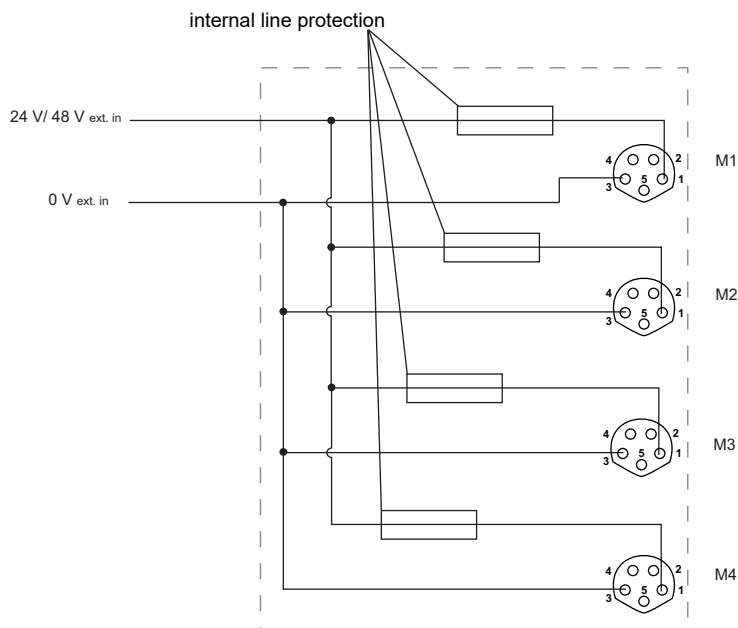 internal line protection
24 V/ 48 V ext. in
4 2 M1
3 5 1
0 V ext. in
4 2 M2
3 5 1
4 2 M3
3 5 1
4 2 M4
3 5 1